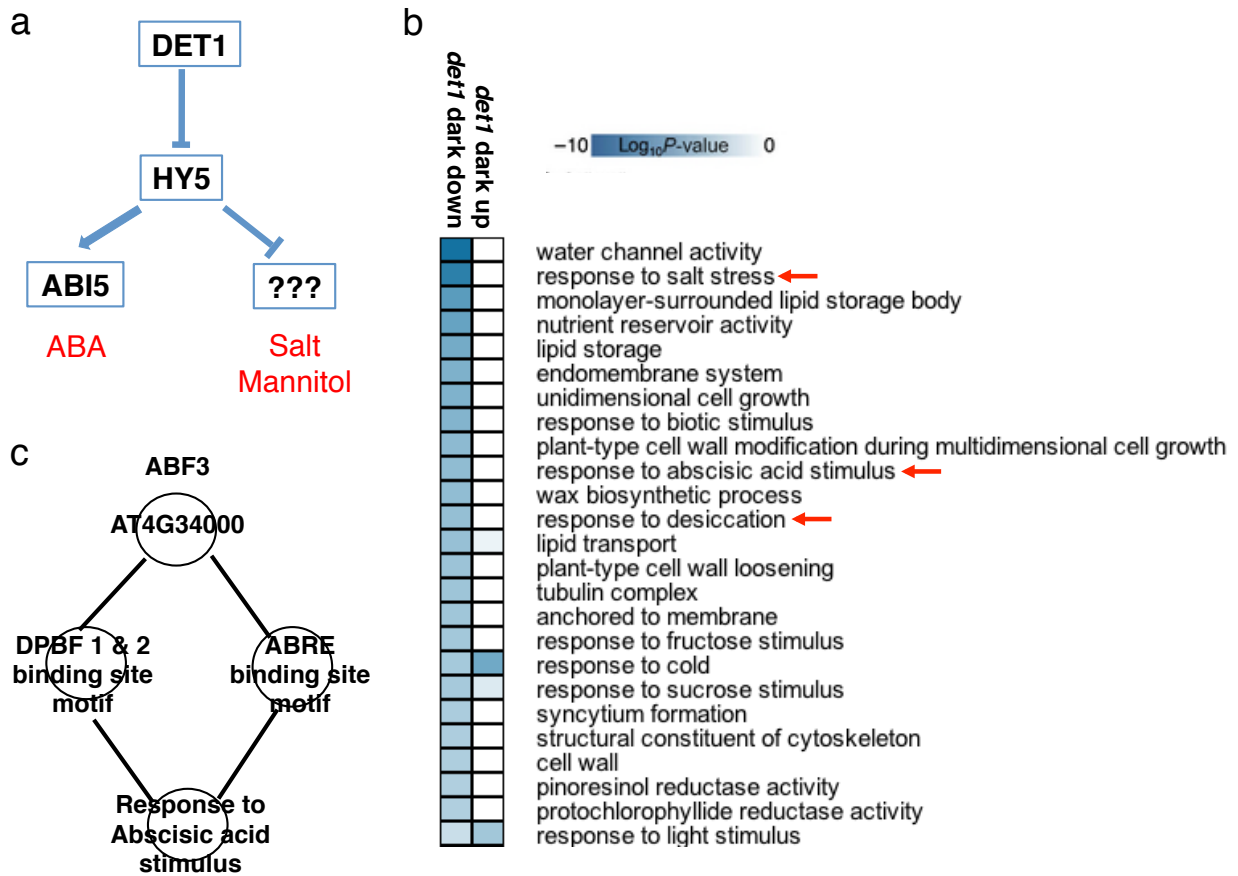 a
DET1
HY5
ABI5
???
ABA
Salt
Mannitol
b
det1 dark down
det1 dark up
−10 Log10P-value 0
water channel activity
response to salt stress
monolayer-surrounded lipid storage body
nutrient reservoir activity
lipid storage
endomembrane system
unidimensional cell growth
response to biotic stimulus
plant-type cell wall modification during multidimensional cell growth
response to abscisic acid stimulus
wax biosynthetic process
response to desiccation
lipid transport
plant-type cell wall loosening
tubulin complex
anchored to membrane
response to fructose stimulus
response to cold
response to sucrose stimulus
syncytium formation
structural constituent of cytoskeleton
cell wall
pinoresinol reductase activity
protochlorophyllide reductase activity
response to light stimulus
c
ABF3
AT4G34000
DPBF 1 & 2
binding site
motif
ABRE
binding site
motif
Response to
Abscisic acid
stimulus